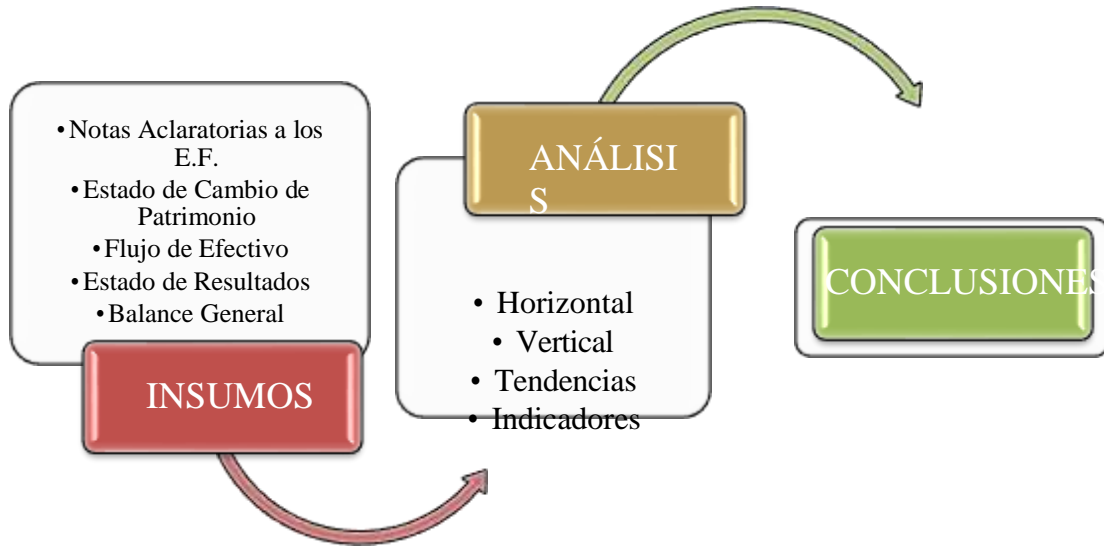 • Notas Aclaratorias a los
E.F.
• Estado de Cambio de
Patrimonio
• Flujo de Efectivo
• Estado de Resultados
• Balance General
INSUMOS
ANÁLISI
S
• Horizontal
• Vertical
• Tendencias
• Indicadores
CONCLUSIONES